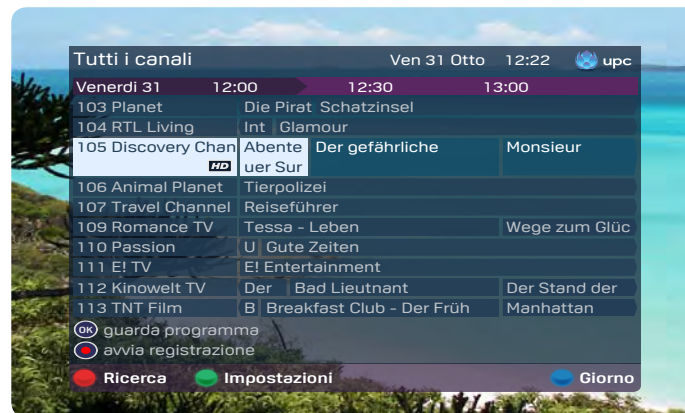 Tutti i canali Ven 31 Otto 12:22 upc
Venerdi 31 12:00 12:30 13:00
103 Planet Die Pirat Schatzinsel
104 RTL Living Int Glamour
105 Discovery Chan Abente Der gefährliche Monsieur
HD uer Sur
106 Animal Planet Tierpolizei
107 Travel Channel Reiseführer
109 Romance TV Tessa - Leben Wege zum Glüc
110 Passion U Gute Zeiten
111 E! TV E! Entertainment
112 Kinowelt TV Der Bad Lieutnant Der Stand der
113 TNT Film B Breakfast Club - Der Früh Manhattan
OK guarda programma
avvia registrazione
Ricerca Impostazioni Giorno